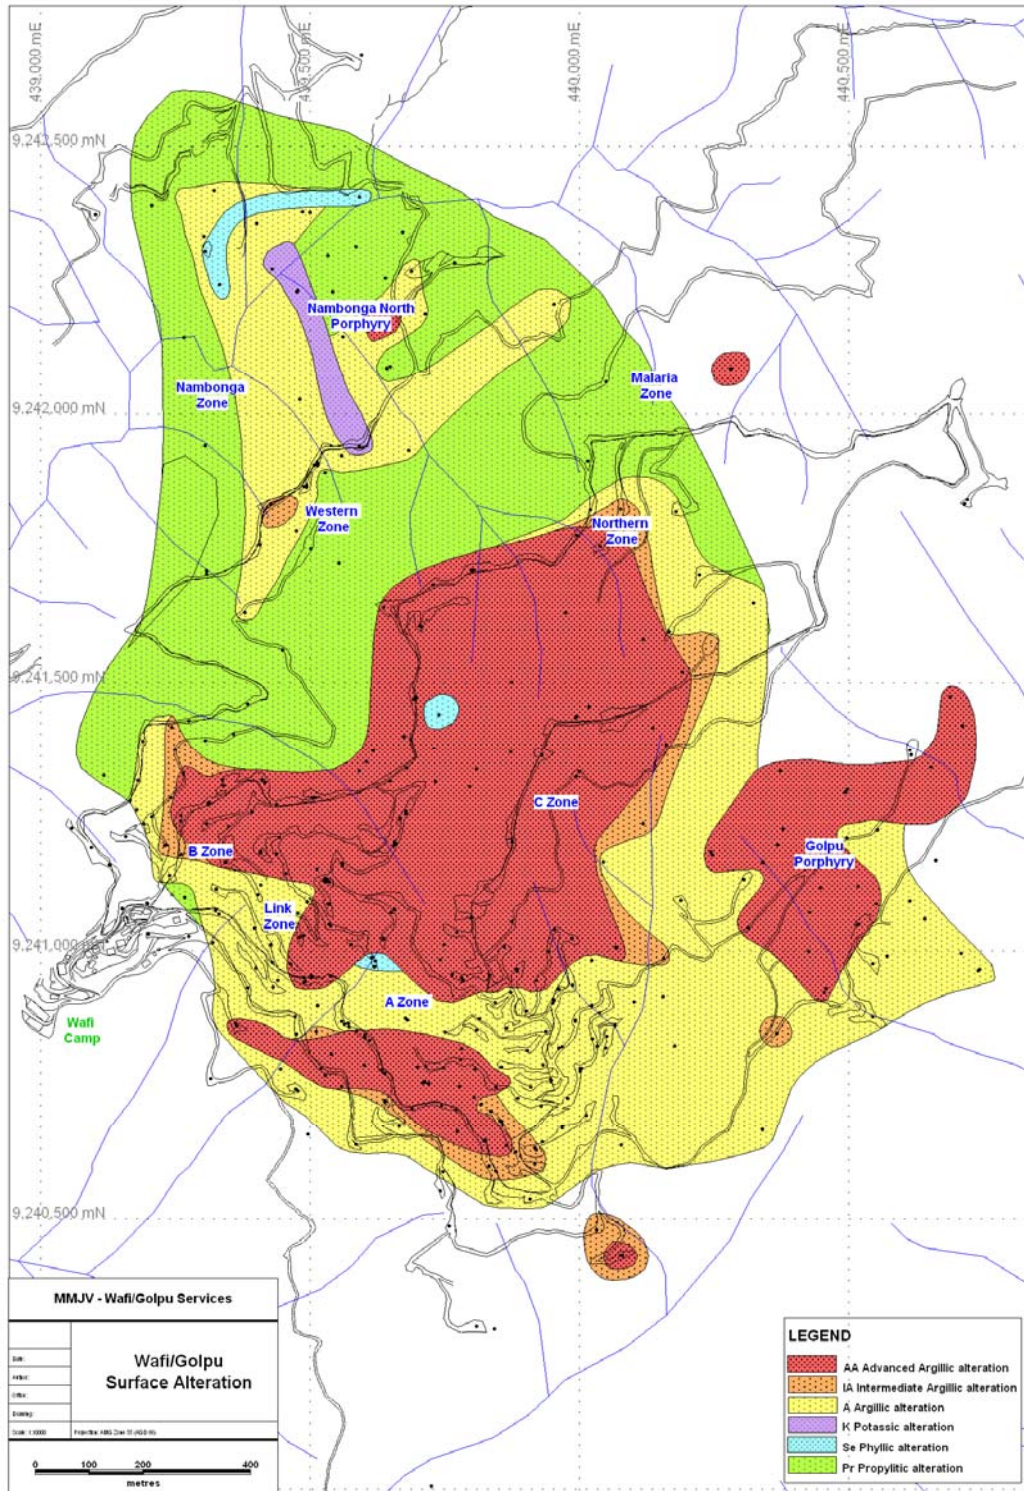 439,000 mE
439,500 mE
440,000 mE
440,500 mE
9,242,500 mN
Nambonga North
Porphyry
Nambonga
Zone
Malaria
Zone
9,242,000 mN
Western
Zone
Northern
Zone
9,241,500 mN
C Zone
B Zone
Golpu
Porphyry
Link
Zone
9,241,000 mN
A Zone
Wafi
Camp
9,240,500 mN
MMJV - Wafi/Golpu Services
Wafi/Golpu
Surface Alteration
0 100 200 400
metres
LEGEND
AA Advanced Argillic alteration
IA Intermediate Argillic alteration
A Argillic alteration
K Potassic alteration
Se Phyllic alteration
Pr Propylitic alteration